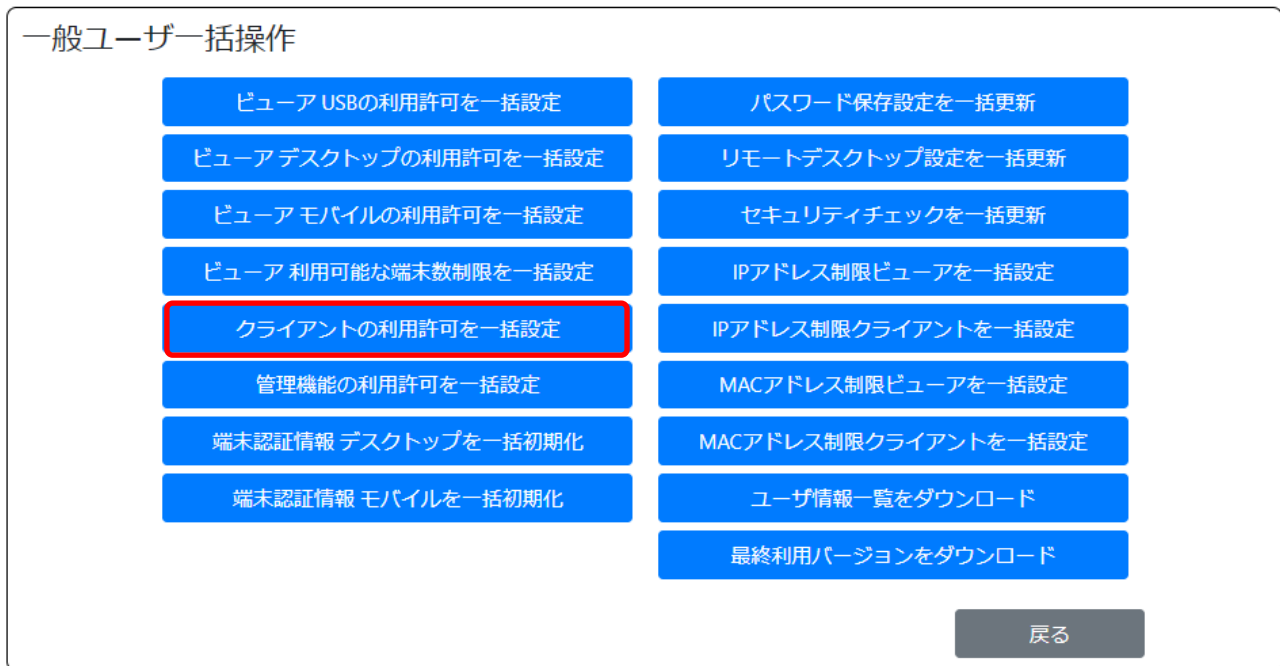 一般ユーザ一括操作
ビューア USBの利用許可を一括設定
ビューア デスクトップの利用許可を一括設定
ビューア モバイルの利用許可を一括設定
ビューア 利用可能な端末数制限を一括設定
クライアントの利用許可を一括設定
管理機能の利用許可を一括設定
端末認証情報 デスクトップを一括初期化
端末認証情報 モバイルを一括初期化
パスワード保存設定を一括更新
リモートデスクトップ設定を一括更新
セキュリティチェックを一括更新
IPアドレス制限ビューアを一括設定
IPアドレス制限クライアントを一括設定
MACアドレス制限ビューアを一括設定
MACアドレス制限クライアントを一括設定
ユーザ情報一覧をダウンロード
最終利用バージョンをダウンロード
戻る